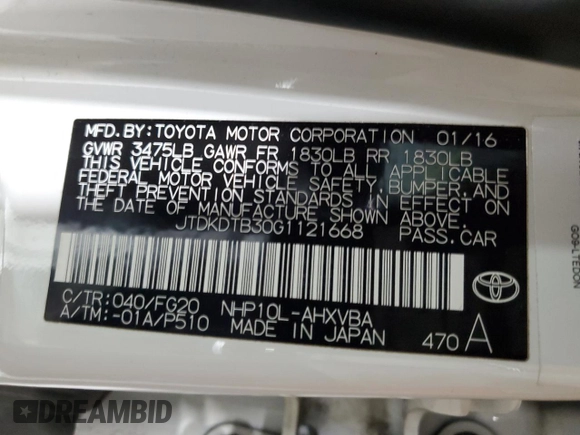 MFD.BY:TOYOTA MOTOR CORPORATION 01/16
GVWR 3475LB GAWR FR 1830LB RR 1830LB
THIS VEHICLE CONFORMS TO ALL APPLICABLE
FEDERAL MOTOR VEHICLE SAFETY, BUMPER, AND
THEFT PREVENTION STANDARDS IN EFFECT ON
THE DATE OF MANUFACTURE SHOWN ABOVE.
JTDKDTB30G1121668 PASS.CAR
C/TR:040/FG20 NHP10L-AHXVBA
A/TM:-01A/P510 MADE IN JAPAN 470 A
DREAMBID